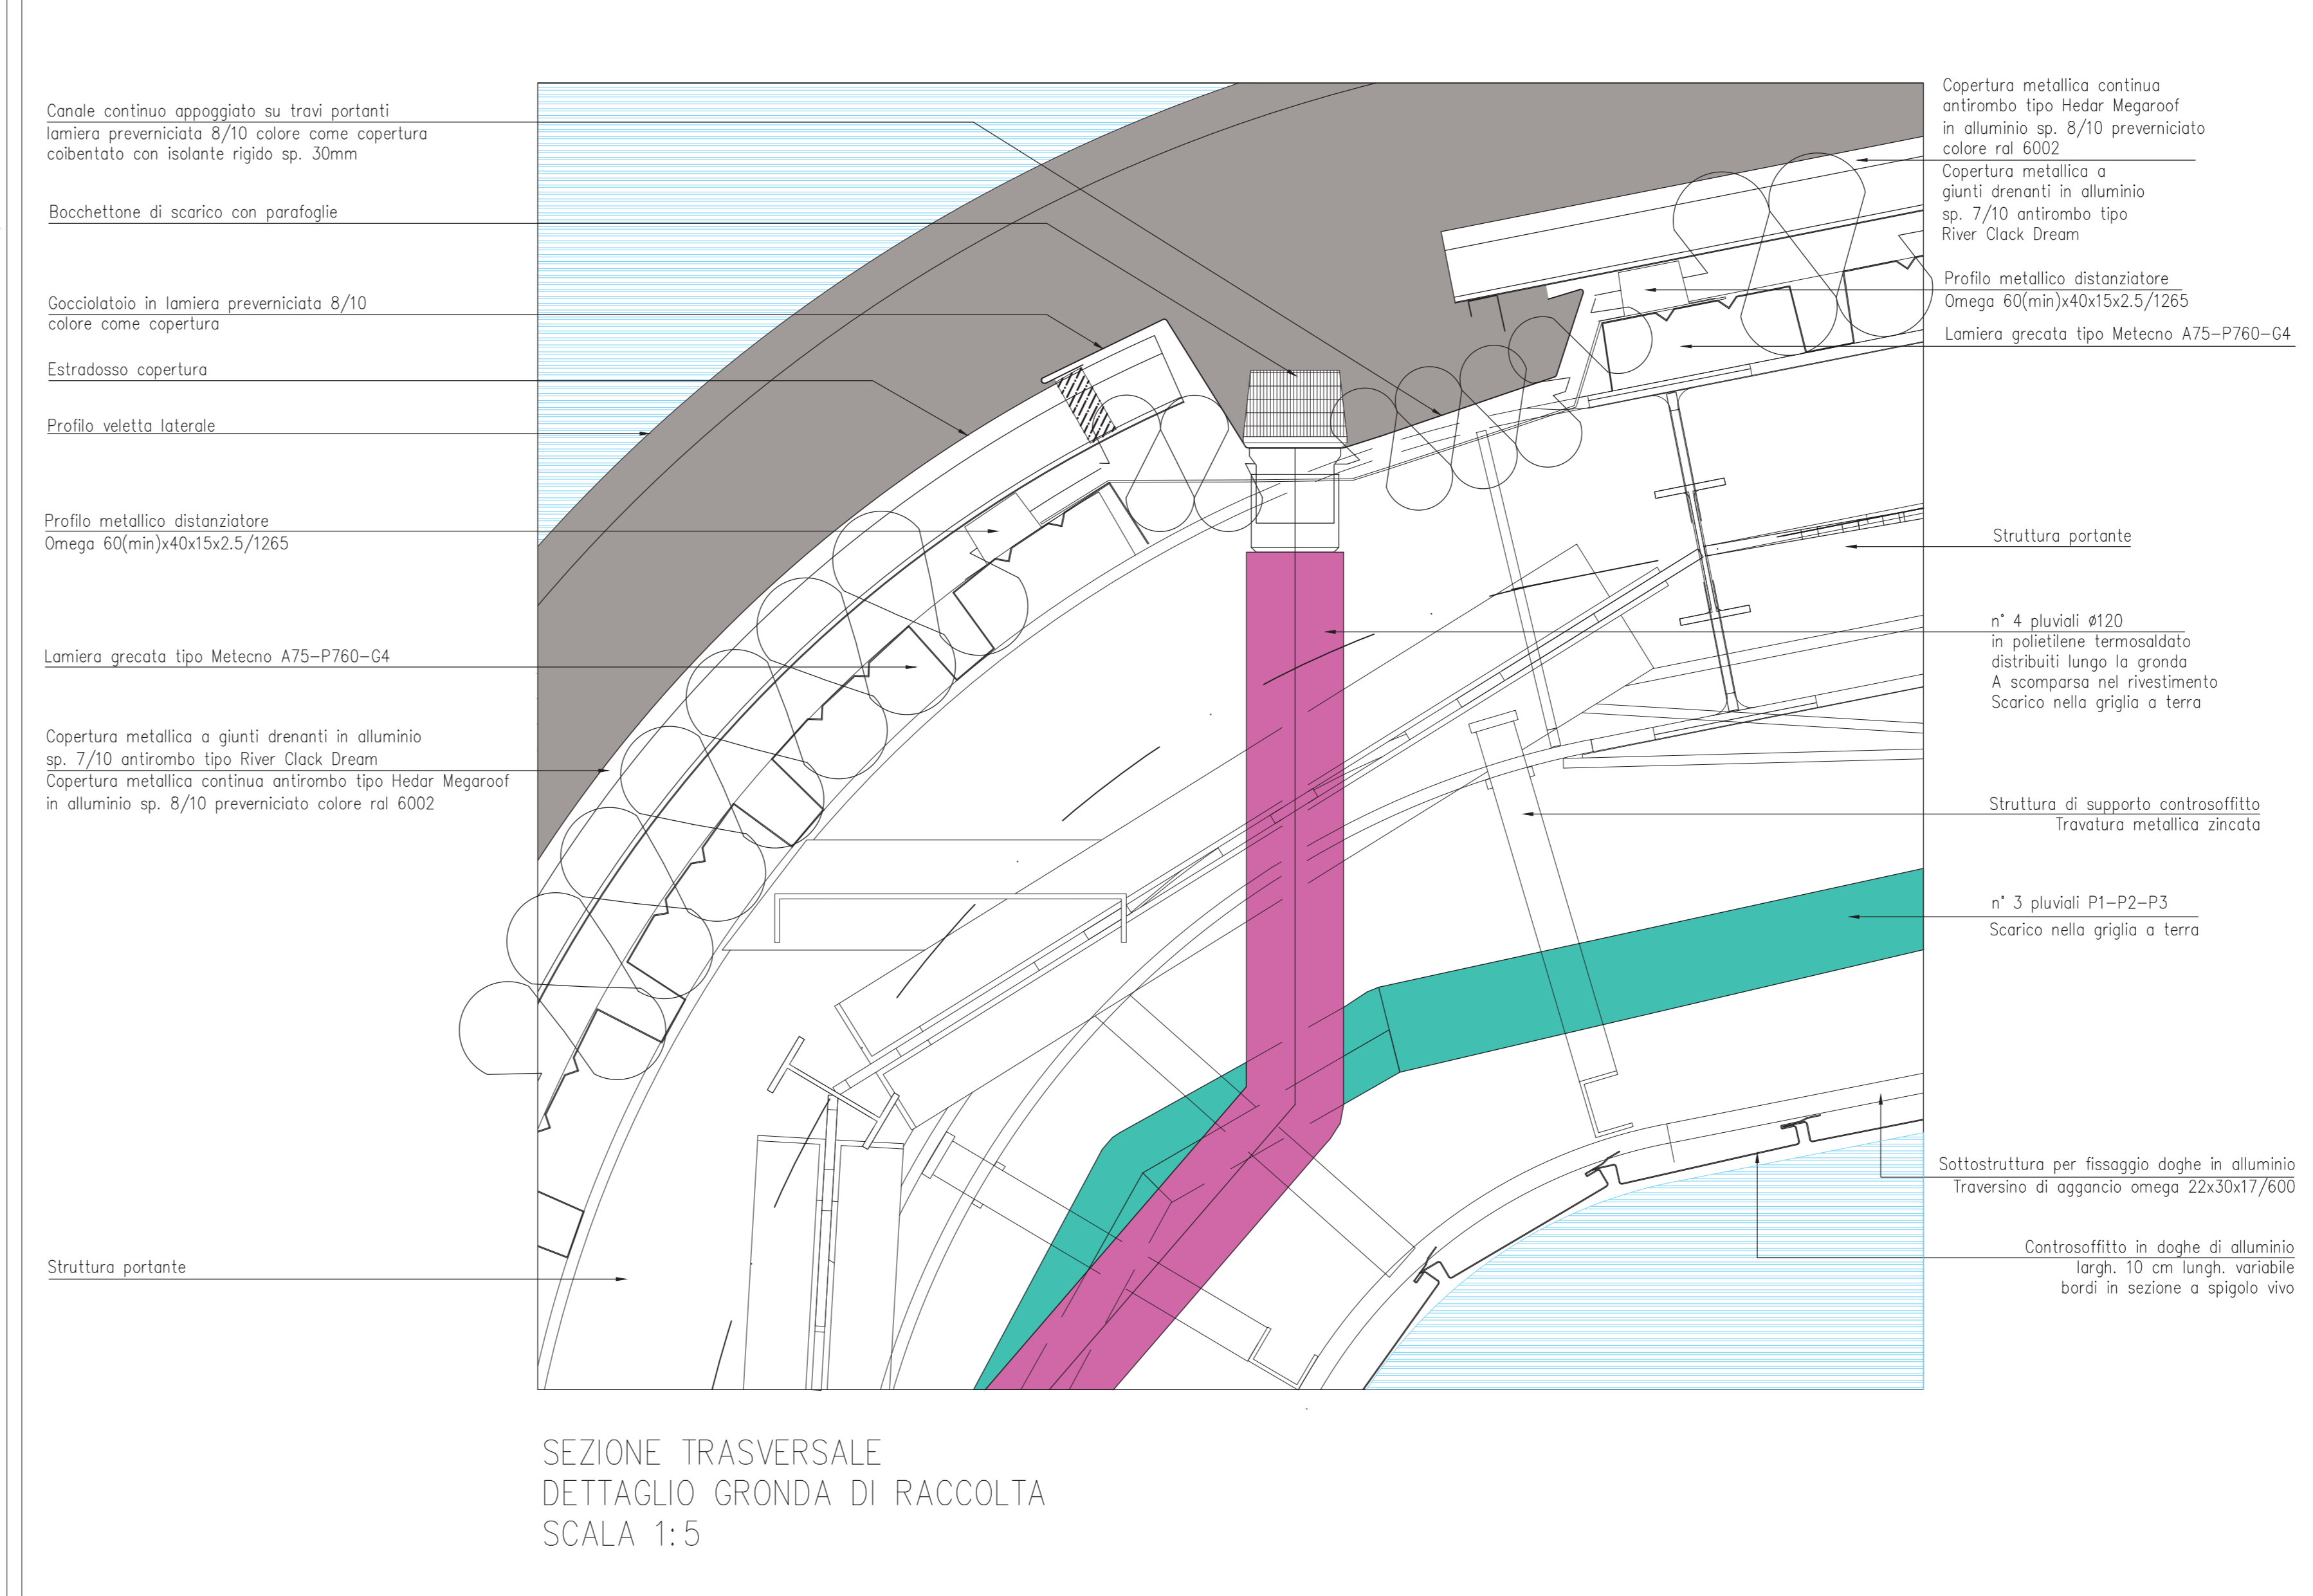 Canale continuo appoggiato su travi portanti
lamiera preverniciata 8/10 colore come copertura
coibentato con isolante rigido sp. 30mm
Bocchettone di scarico con parafoglie
Gocciolatoio in lamiera preverniciata 8/10
colore come copertura
Estradosso copertura
Profilo veletta laterale
Profilo metallico distanziatore
Omega 60(min)x40x15x2.5/1265
Lamiera grecata tipo Metecno A75-P760-G4
Copertura metallica a giunti drenanti in alluminio
sp. 7/10 antirombo tipo River Clack Dream
Copertura metallica continua antirombo tipo Hedar Megaroof
in alluminio sp. 8/10 preverniciato colore ral 6002
Struttura portante
Copertura metallica continua
antirombo tipo Hedar Megaroof
in alluminio sp. 8/10 preverniciato
colore ral 6002
Copertura metallica a
giunti drenanti in alluminio
sp. 7/10 antirombo tipo
River Clack Dream
Profilo metallico distanziatore
Omega 60(min)x40x15x2.5/1265
Lamiera grecata tipo Metecno A75-P760-G4
Struttura portante
n° 4 pluviali ø120
in polietilene termosaldato
distribuiti lungo la gronda
A scomparsa nel rivestimento
Scarico nella griglia a terra
Struttura di supporto controsoffitto
Travatura metallica zincata
n° 3 pluviali P1-P2-P3
Scarico nella griglia a terra
Sottostruttura per fissaggio doghe in alluminio
Traversino di aggancio omega 22x30x17/600
Controsoffitto in doghe di alluminio
largh. 10 cm lungh. variabile
bordi in sezione a spigolo vivo
SEZIONE TRASVERSALE
DETTAGLIO GRONDA DI RACCOLTA
SCALA 1:5